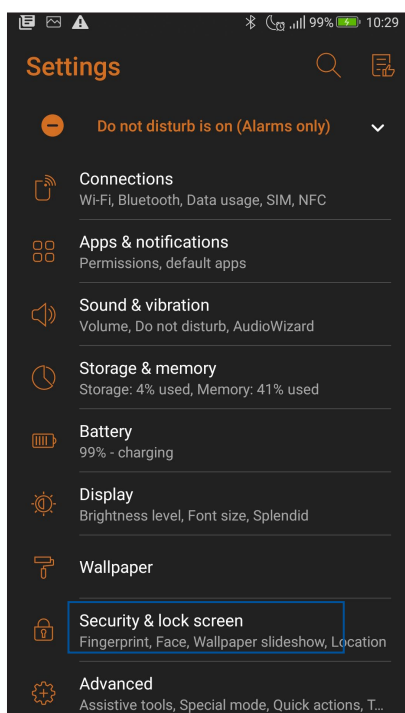 99% 10:29
Settings
Do not disturb is on (Alarms only)
Connections
Wi-Fi, Bluetooth, Data usage, SIM, NFC
Apps & notifications
Permissions, default apps
Sound & vibration
Volume, Do not disturb, AudioWizard
Storage & memory
Storage: 4% used, Memory: 41% used
Battery
99% - charging
Display
Brightness level, Font size, Splendid
Wallpaper
Security & lock screen
Fingerprint, Face, Wallpaper slideshow, Location
Advanced
Assistive tools, Special mode, Quick actions, T...